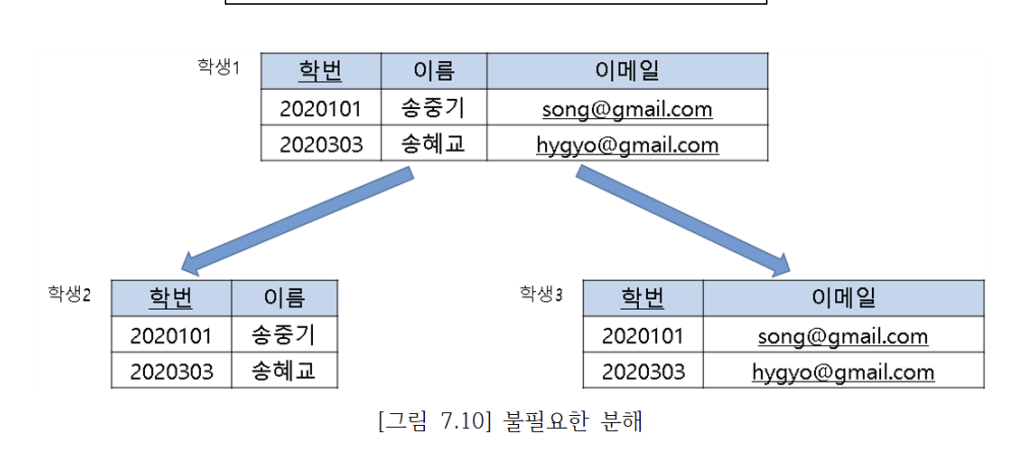 학생1
학번 이름 이메일
2020101 송중기 song@gmail.com
2020303 송혜교 hygyo@gmail.com
학생2
학번 이름
2020101 송중기
2020303 송혜교
학생3
학번 이메일
2020101 song@gmail.com
2020303 hygyo@gmail.com
[그림 7.10] 불필요한 분해